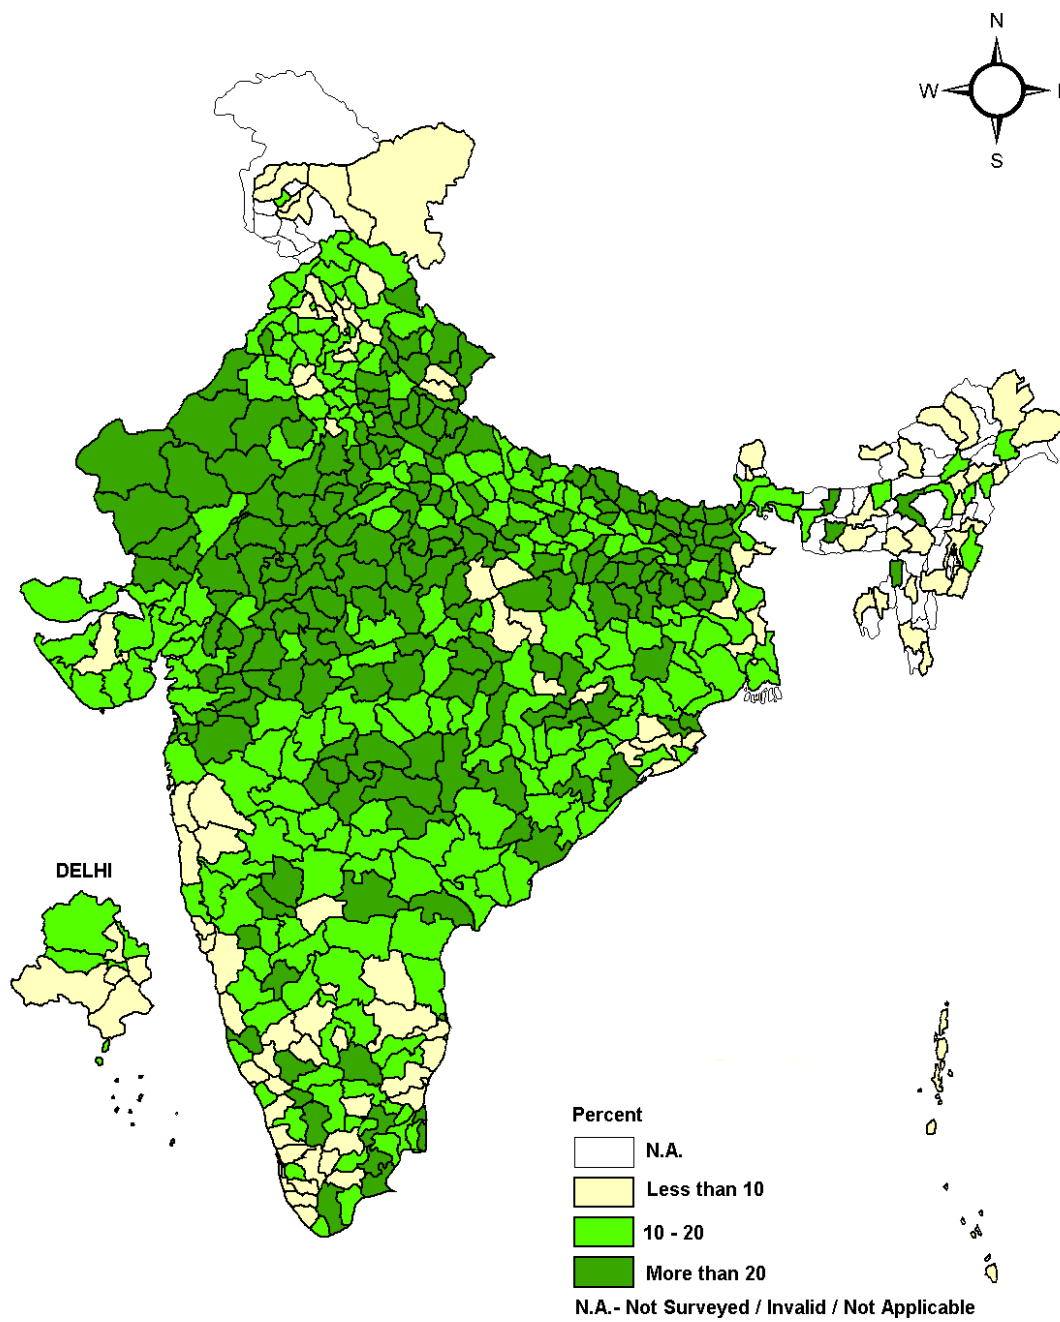 N
W
S
DELHI
Percent
N.A.
Less than 10
10 - 20
More than 20
N.A.- Not Surveyed / Invalid / Not Applicable